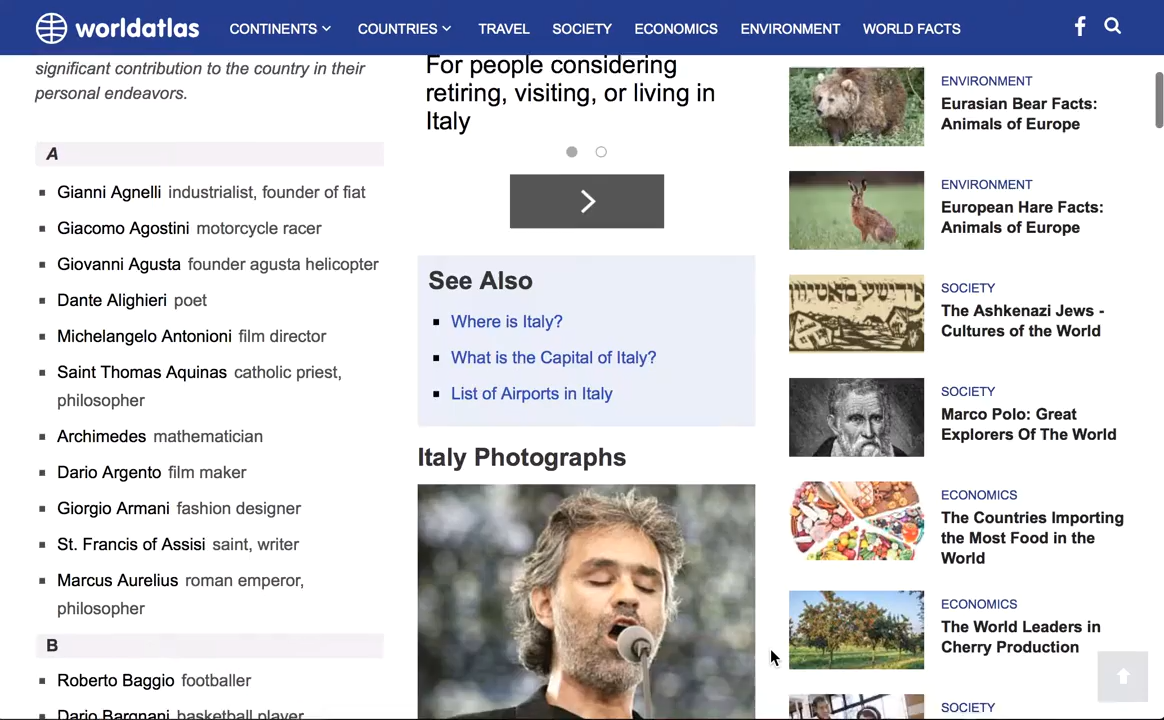 worldatlas
CONTINENTS
COUNTRIES
TRAVEL
SOCIETY
ECONOMICS
ENVIRONMENT
WORLD FACTS
significant contribution to the country in their
personal endeavors.
A
Gianni Agnelli industrialist, founder of fiat
Giacomo Agostini motorcycle racer
Giovanni Agusta founder agusta helicopter
Dante Alighieri poet
Michelangelo Antonioni film director
Saint Thomas Aquinas catholic priest,
philosopher
Archimedes mathematician
Dario Argento film maker
Giorgio Armani fashion designer
St. Francis of Assisi saint, writer
Marcus Aurelius roman emperor,
philosopher
B
Roberto Baggio footballer
Dario Bargnani basketball player
For people considering
retiring, visiting, or living in
Italy
See Also
Where is Italy?
What is the Capital of Italy?
List of Airports in Italy
Italy Photographs
ENVIRONMENT
Eurasian Bear Facts:
Animals of Europe
ENVIRONMENT
European Hare Facts:
Animals of Europe
SOCIETY
The Ashkenazi Jews -
Cultures of the World
SOCIETY
Marco Polo: Great
Explorers Of The World
ECONOMICS
The Countries Importing
the Most Food in the
World
ECONOMICS
The World Leaders in
Cherry Production
SOCIETY